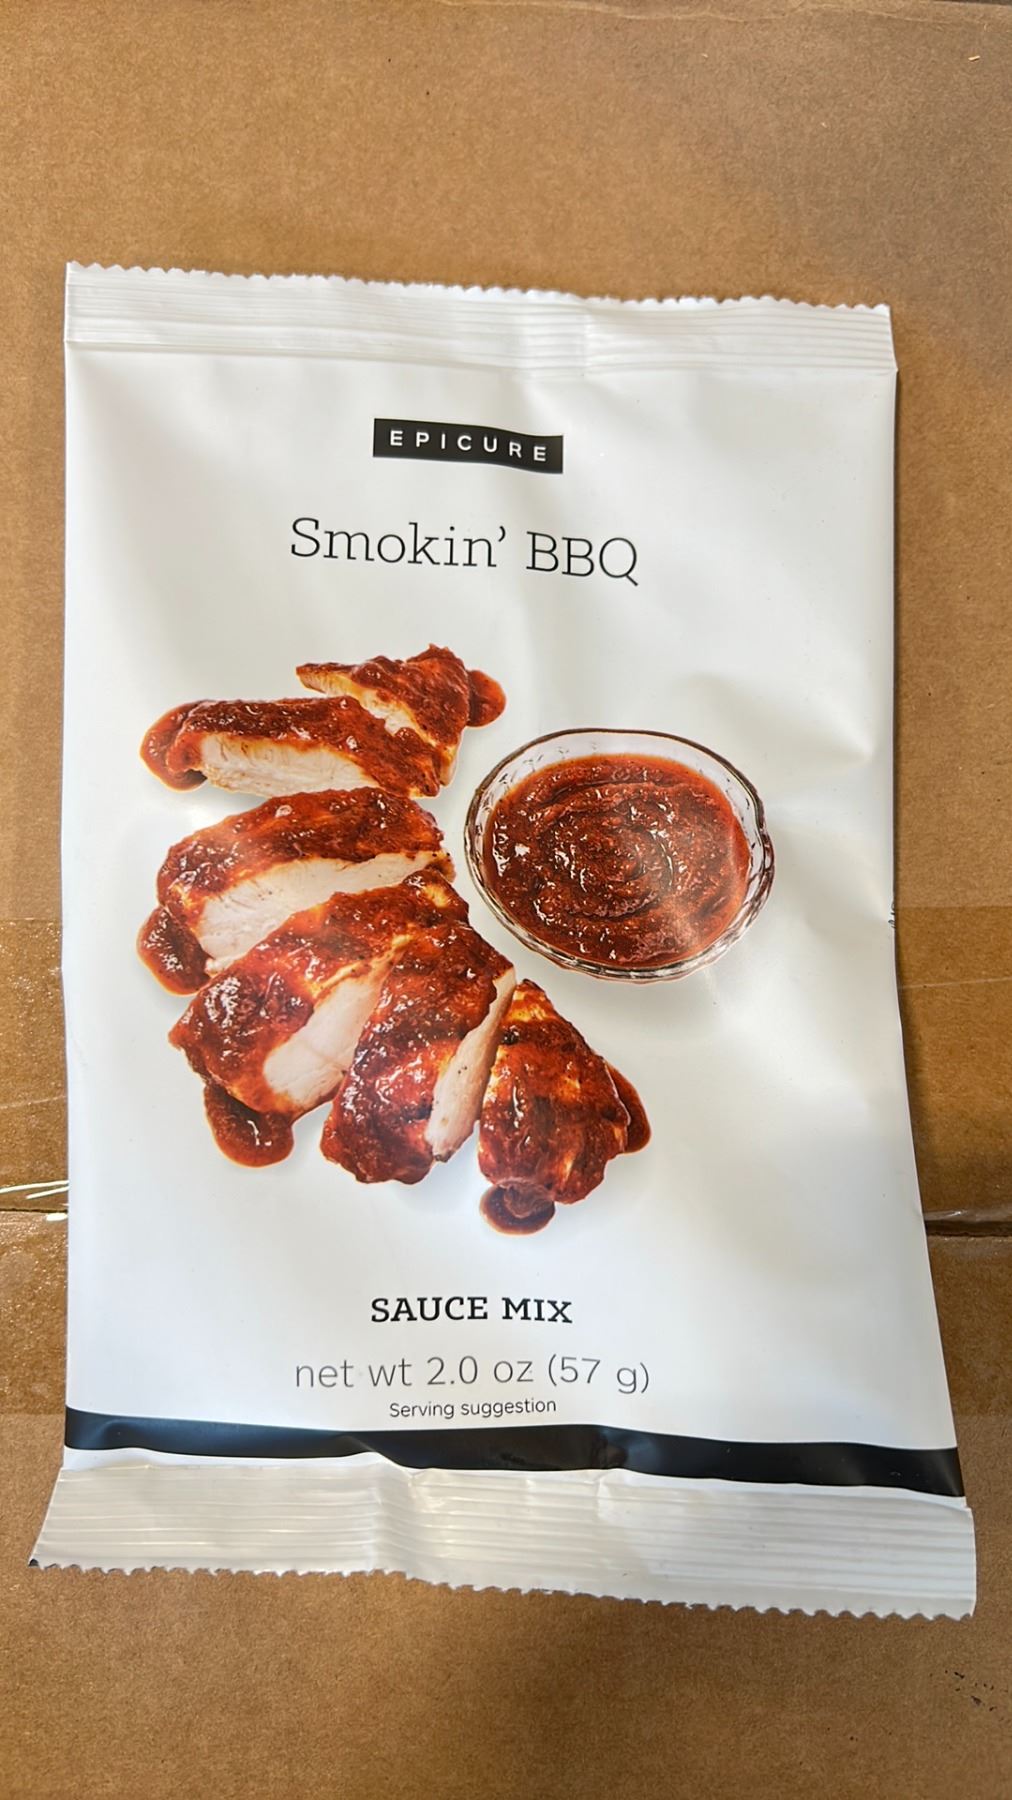 EPICURE
Smokin’ BBQ
SAUCE MIX
net wt 2.0 oz (57 g)
Serving suggestion